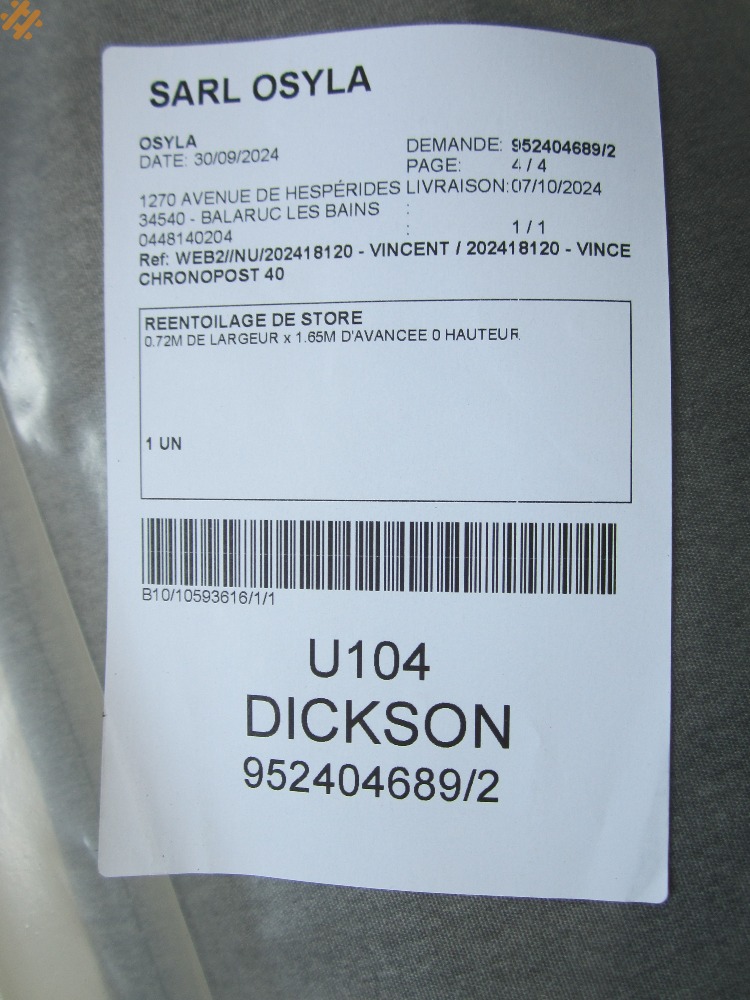 SARL OSYLA
OSYLA
DATE: 30/09/2024
DEMANDE: 952404689/2
PAGE: 4 / 4
1270 AVENUE DE HESPÉRIDES LIVRAISON:07/10/2024
34540 - BALARUC LES BAINS :
0448140204 : 1 / 1
Ref: WEB2//NU/202418120 - VINCENT / 202418120 - VINCE
CHRONOPOST 40
REENTOILAGE DE STORE
0.72M DE LARGEUR x 1.65M D'AVANCEE 0 HAUTEUR
1 UN
B10/10593616/1/1
U104
DICKSON
952404689/2